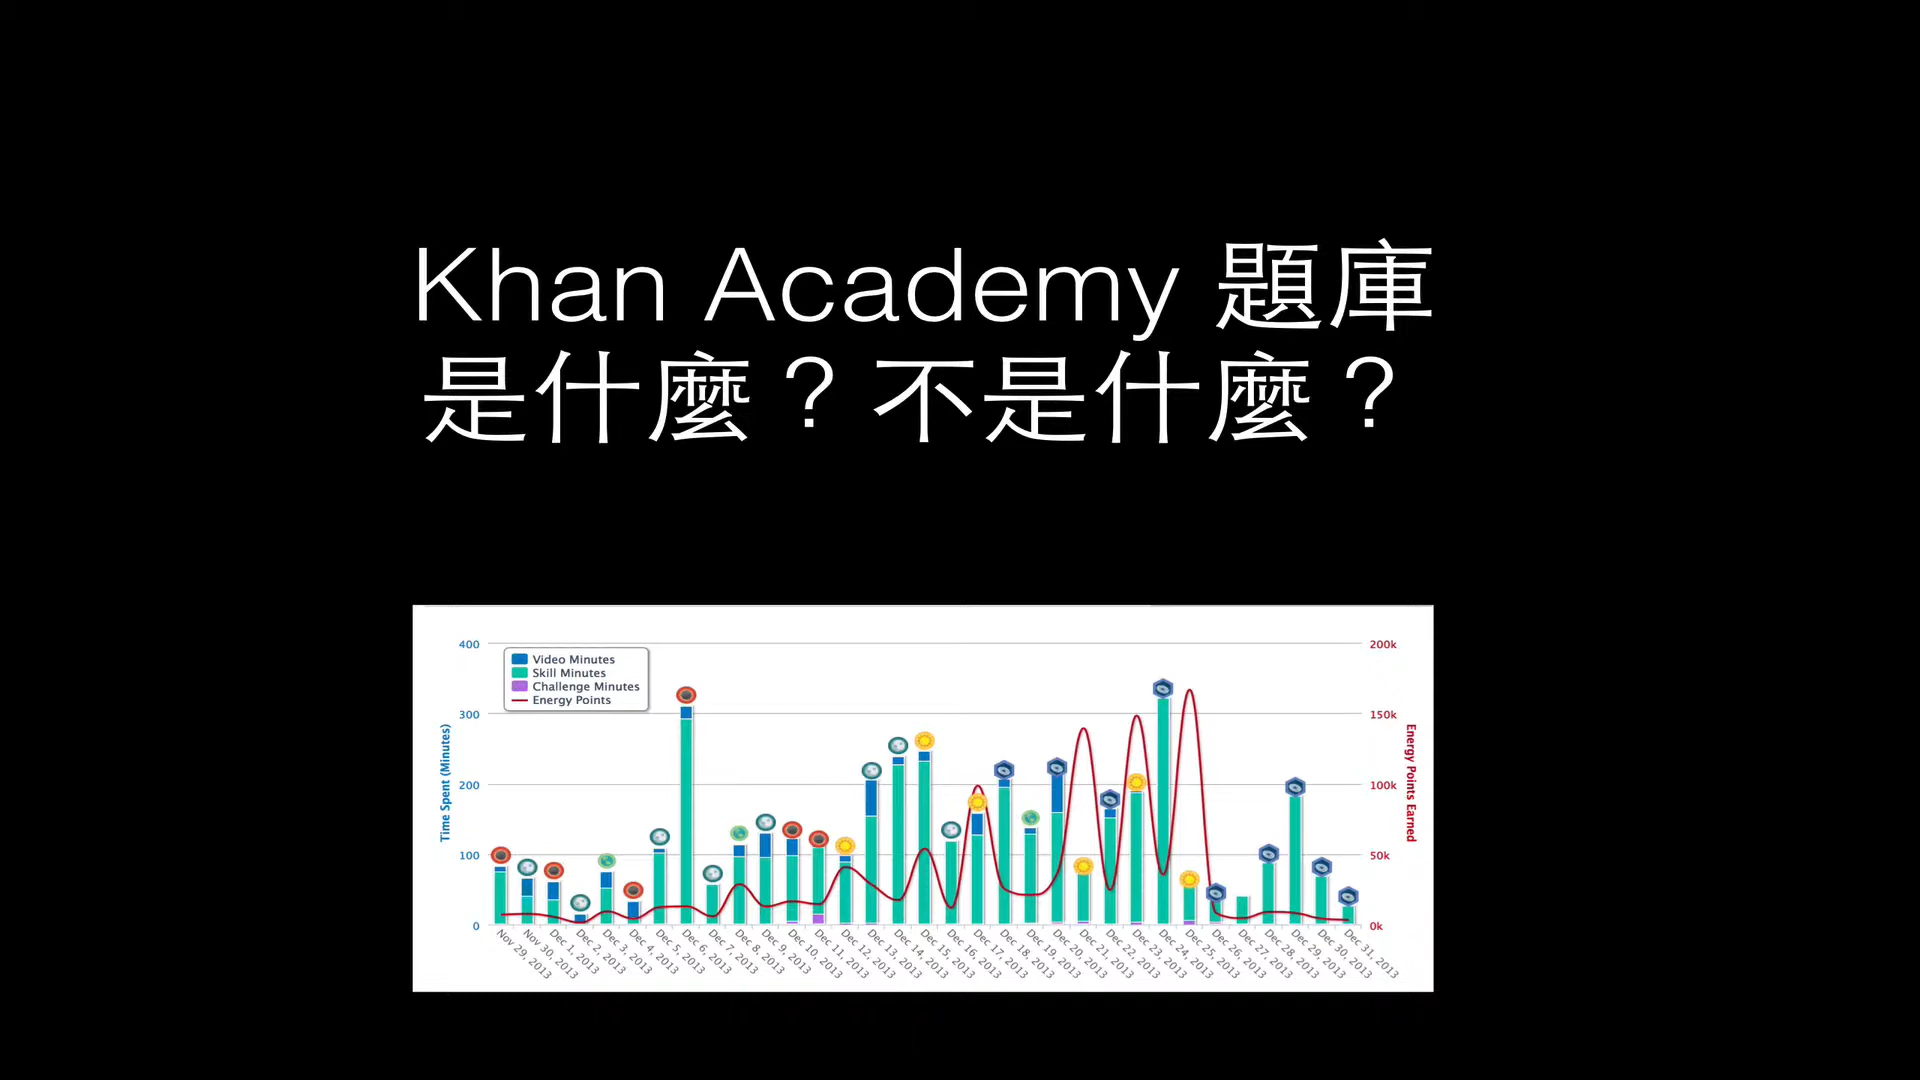 Khan Academy 題庫
是什麼？不是什麼？
400
300
200
100
0
Time Spent (Minutes)
Video Minutes
Skill Minutes
Challenge Minutes
Energy Points
200k
150k
100k
50k
0k
Energy Points Earned
Nov 29, 2013
Nov 30, 2013
Dec 1, 2013
Dec 2, 2013
Dec 3, 2013
Dec 4, 2013
Dec 5, 2013
Dec 6, 2013
Dec 7, 2013
Dec 8, 2013
Dec 9, 2013
Dec 10, 2013
Dec 11, 2013
Dec 12, 2013
Dec 13, 2013
Dec 14, 2013
Dec 15, 2013
Dec 16, 2013
Dec 17, 2013
Dec 18, 2013
Dec 19, 2013
Dec 20, 2013
Dec 21, 2013
Dec 22, 2013
Dec 23, 2013
Dec 24, 2013
Dec 25, 2013
Dec 26, 2013
Dec 27, 2013
Dec 28, 2013
Dec 29, 2013
Dec 30, 2013
Dec 31, 2013